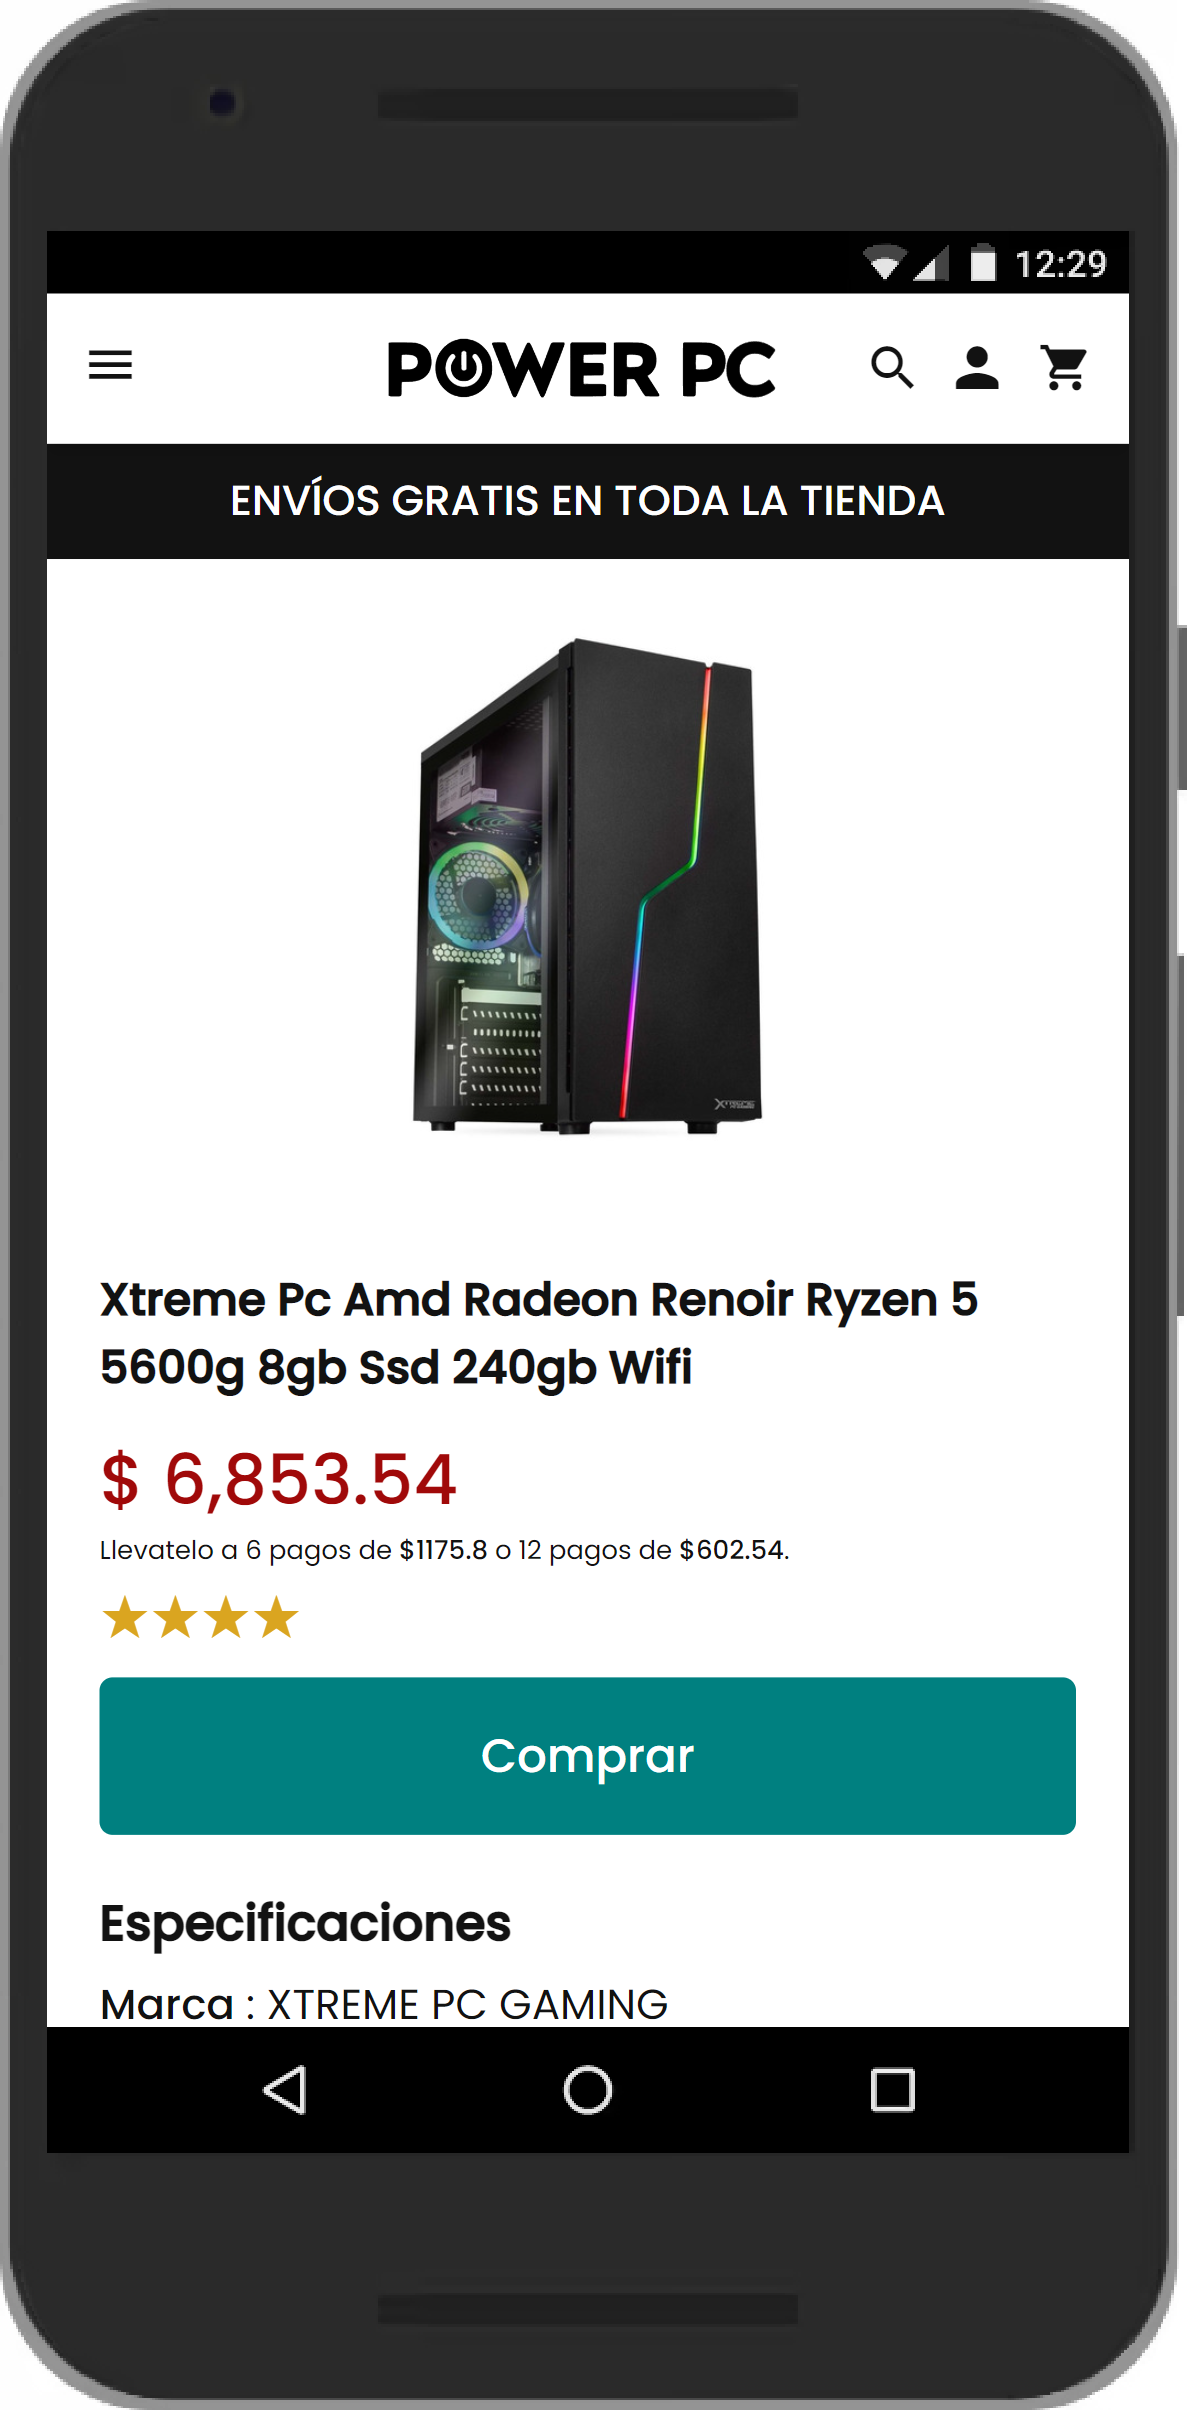 12:29
POWER PC
ENVÍOS GRATIS EN TODA LA TIENDA
XTREME
Xtreme Pc Amd Radeon Renoir Ryzen 5
5600g 8gb Ssd 240gb Wifi
$ 6,853.54
Llevatelo a 6 pagos de $1175.8 o 12 pagos de $602.54.
Comprar
Especificaciones
Marca : XTREME PC GAMING